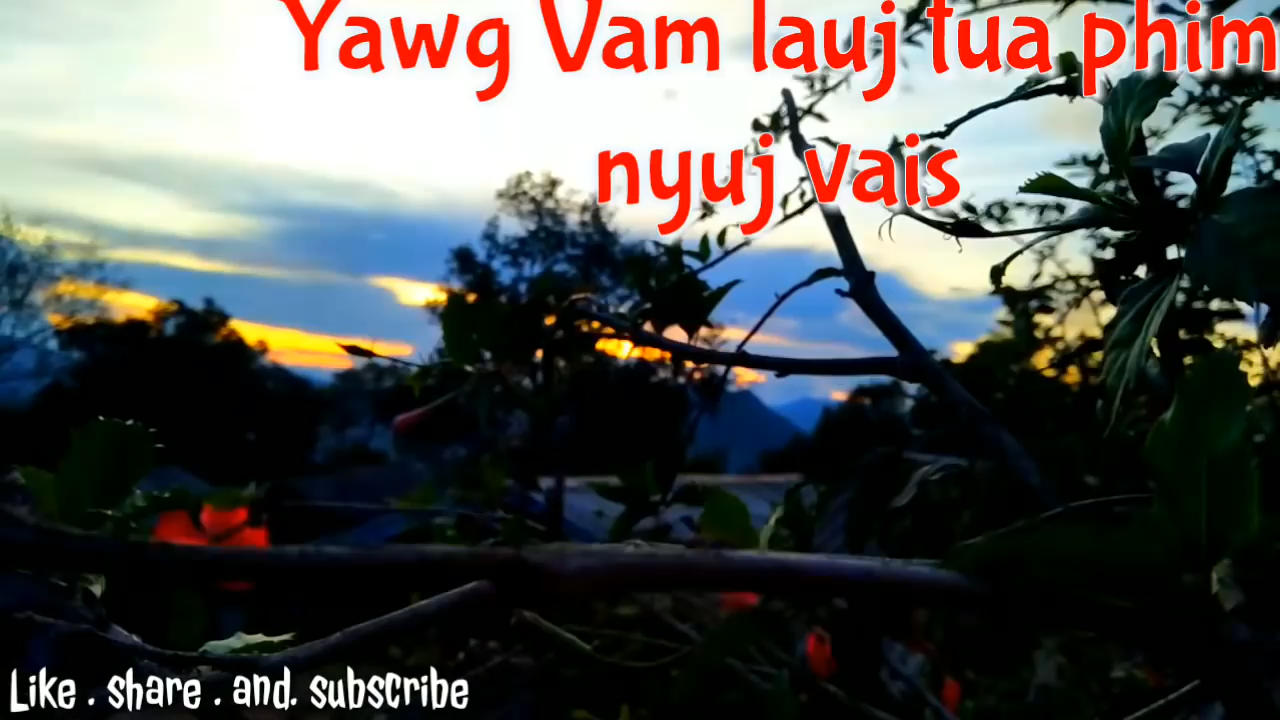 Yawg Vam lauj tua phim
nyuj vais
Like . share . and. subscribe